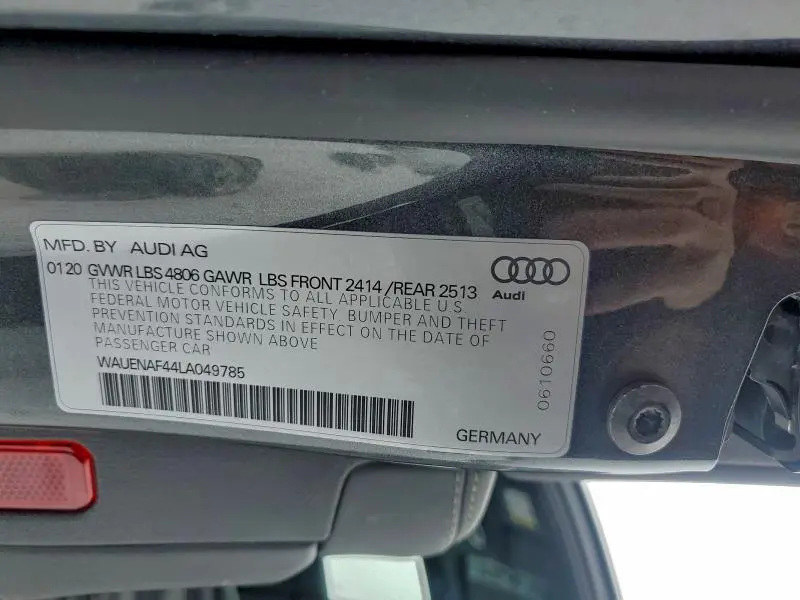 MFD. BY AUDI AG
01 20 GVWR LBS 4806 GAWR LBS FRONT 2414 /REAR 2513
THIS VEHICLE CONFORMS TO ALL APPLICABLE U.S.
FEDERAL MOTOR VEHICLE SAFETY, BUMPER AND THEFT
PREVENTION STANDARDS IN EFFECT ON THE DATE OF
MANUFACTURE SHOWN ABOVE
PASSENGER CAR
WAUENAF44LA049785
Audi
0610660
GERMANY